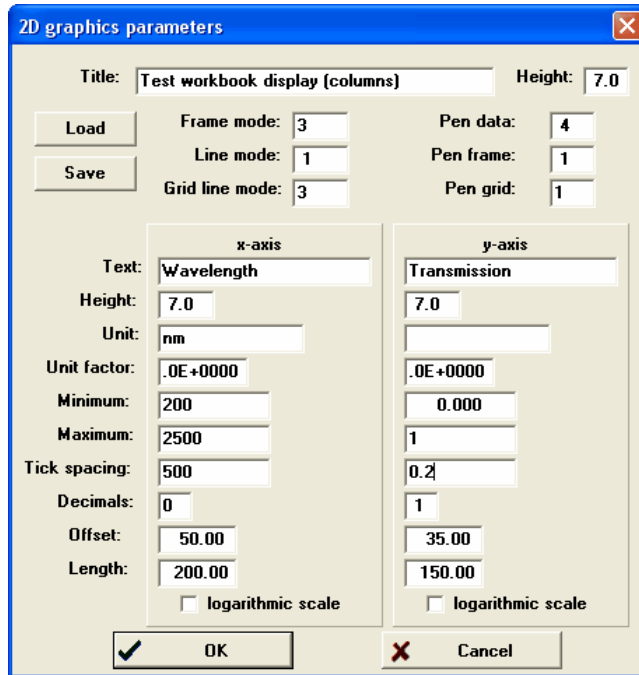 2D graphics parameters
Title: Test workbook display (columns) Height: 7.0
Load Frame mode: 3 Pen data: 4
Line mode: 1 Pen frame: 1
Save
Grid line mode: 3 Pen grid: 1
x-axis y-axis
Text: Wavelength Transmission
Height: 7.0 7.0
Unit: nm
Unit factor: .0E+0000 .0E+0000
Minimum: 200 0.000
Maximum: 2500 1
Tick spacing: 500 0.2
Decimals: 0 1
Offset: 50.00 35.00
Length: 200.00 150.00
logarithmic scale logarithmic scale
OK Cancel